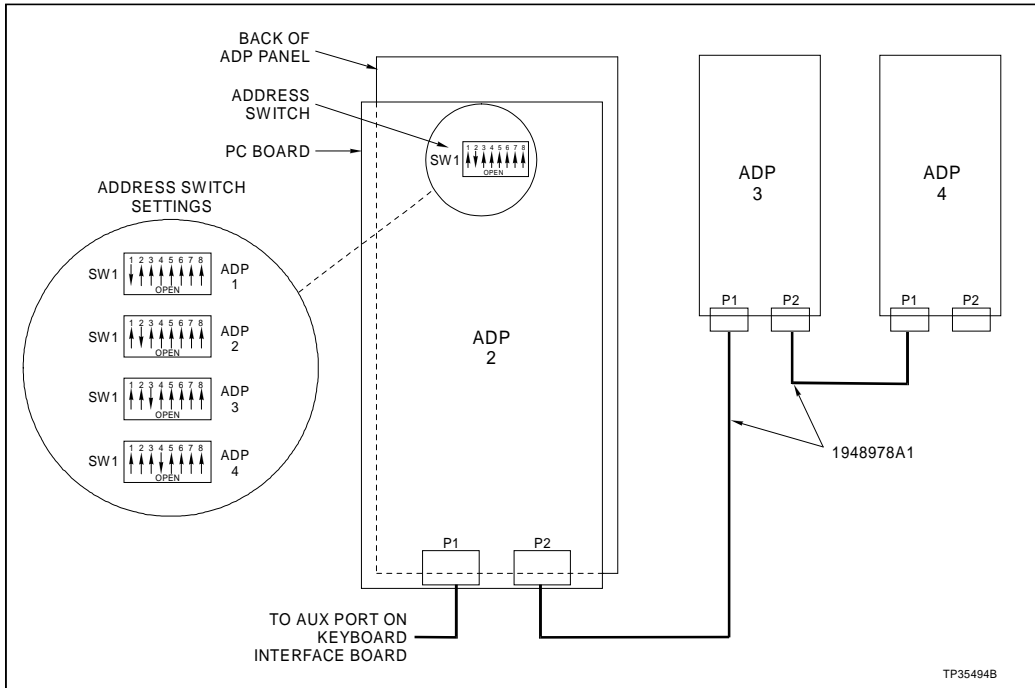 BACK OF
ADP PANEL
ADDRESS
SWITCH
PC BOARD
SW1
1 2 3 4 5 6 7 8
OPEN
ADDRESS SWITCH
SETTINGS
SW1
1 2 3 4 5 6 7 8
OPEN
ADP
1
SW1
1 2 3 4 5 6 7 8
OPEN
ADP
2
SW1
1 2 3 4 5 6 7 8
OPEN
ADP
3
SW1
1 2 3 4 5 6 7 8
OPEN
ADP
4
ADP
2
P1 P2
TO AUX PORT ON
KEYBOARD
INTERFACE BOARD
ADP
3
P1 P2
ADP
4
P1 P2
1948978A1
TP35494B